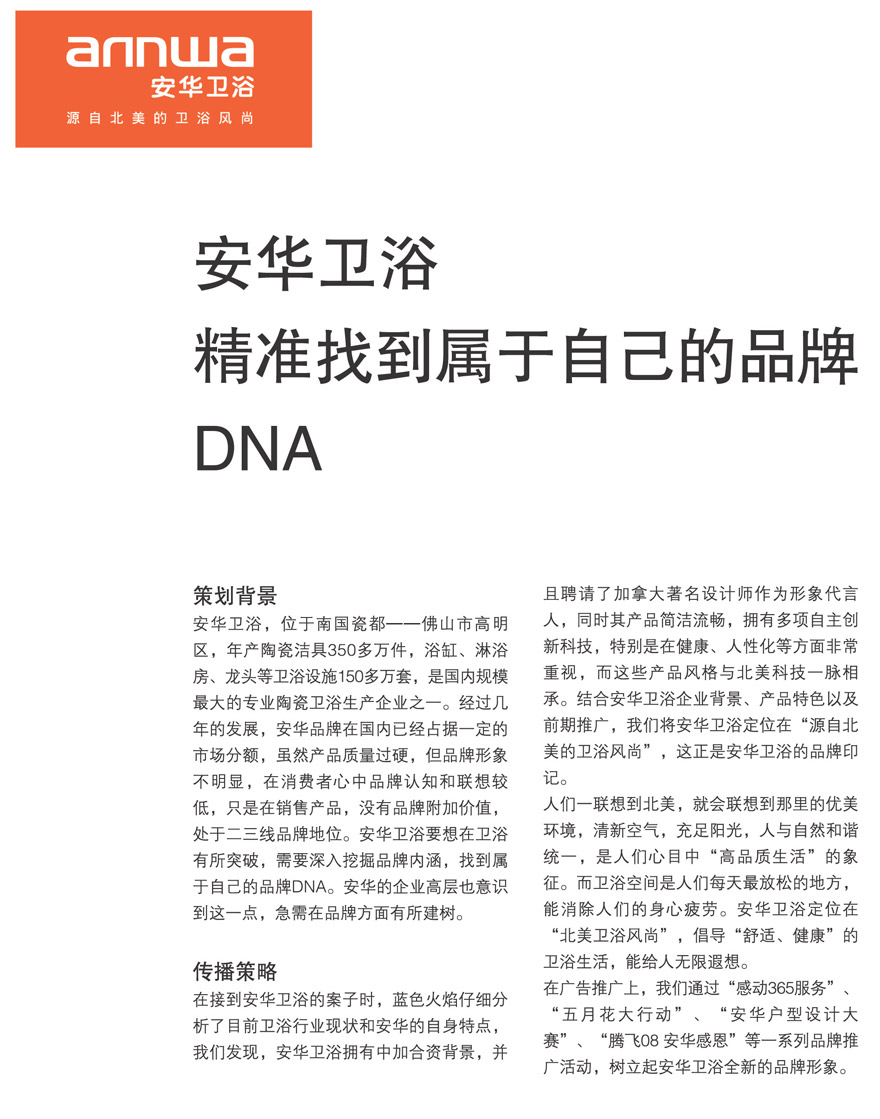 annwa
安华卫浴
源自北美的卫浴风尚
安华卫浴
精准找到属于自己的品牌
DNA
策划背景
安华卫浴，位于南国瓷都——佛山市高明
区，年产陶瓷洁具350多万件，浴缸、淋浴
房、龙头等卫浴设施150多万套，是国内规模
最大的专业陶瓷卫浴生产企业之一。经过几
年的发展，安华品牌在国内已经占据一定的
市场分额，虽然产品质量过硬，但品牌形象
不明显，在消费者心中品牌认知和联想较
低，只是在销售产品，没有品牌附加价值，
处于二三线品牌地位。安华卫浴要想在卫浴
有所突破，需要深入挖掘品牌内涵，找到属
于自己的品牌DNA。安华的企业高层也意识
到这一点，急需在品牌方面有所建树。
传播策略
在接到安华卫浴的案子时，蓝色火焰仔细分
析了目前卫浴行业现状和安华的自身特点，
我们发现，安华卫浴拥有中加合资背景，并
且聘请了加拿大著名设计师作为形象代言
人，同时其产品简洁流畅，拥有多项自主创
新科技，特别是在健康、人性化等方面非常
重视，而这些产品风格与北美科技一脉相
承。结合安华卫浴企业背景、产品特色以及
前期推广，我们将安华卫浴定位在“源自北
美的卫浴风尚”，这正是安华卫浴的品牌印
记。
人们一联想到北美，就会联想到那里的优美
环境，清新空气，充足阳光，人与自然和谐
统一，是人们心目中“高品质生活”的象
征。而卫浴空间是人们每天最放松的地方，
能消除人们的身心疲劳。安华卫浴定位在
“北美卫浴风尚”，倡导“舒适、健康”的
卫浴生活，能给人无限遐想。
在广告推广上，我们通过“感动365服务”、
“五月花大行动”、“安华户型设计大
赛”、“腾飞08 安华感恩”等一系列品牌推
广活动，树立起安华卫浴全新的品牌形象。